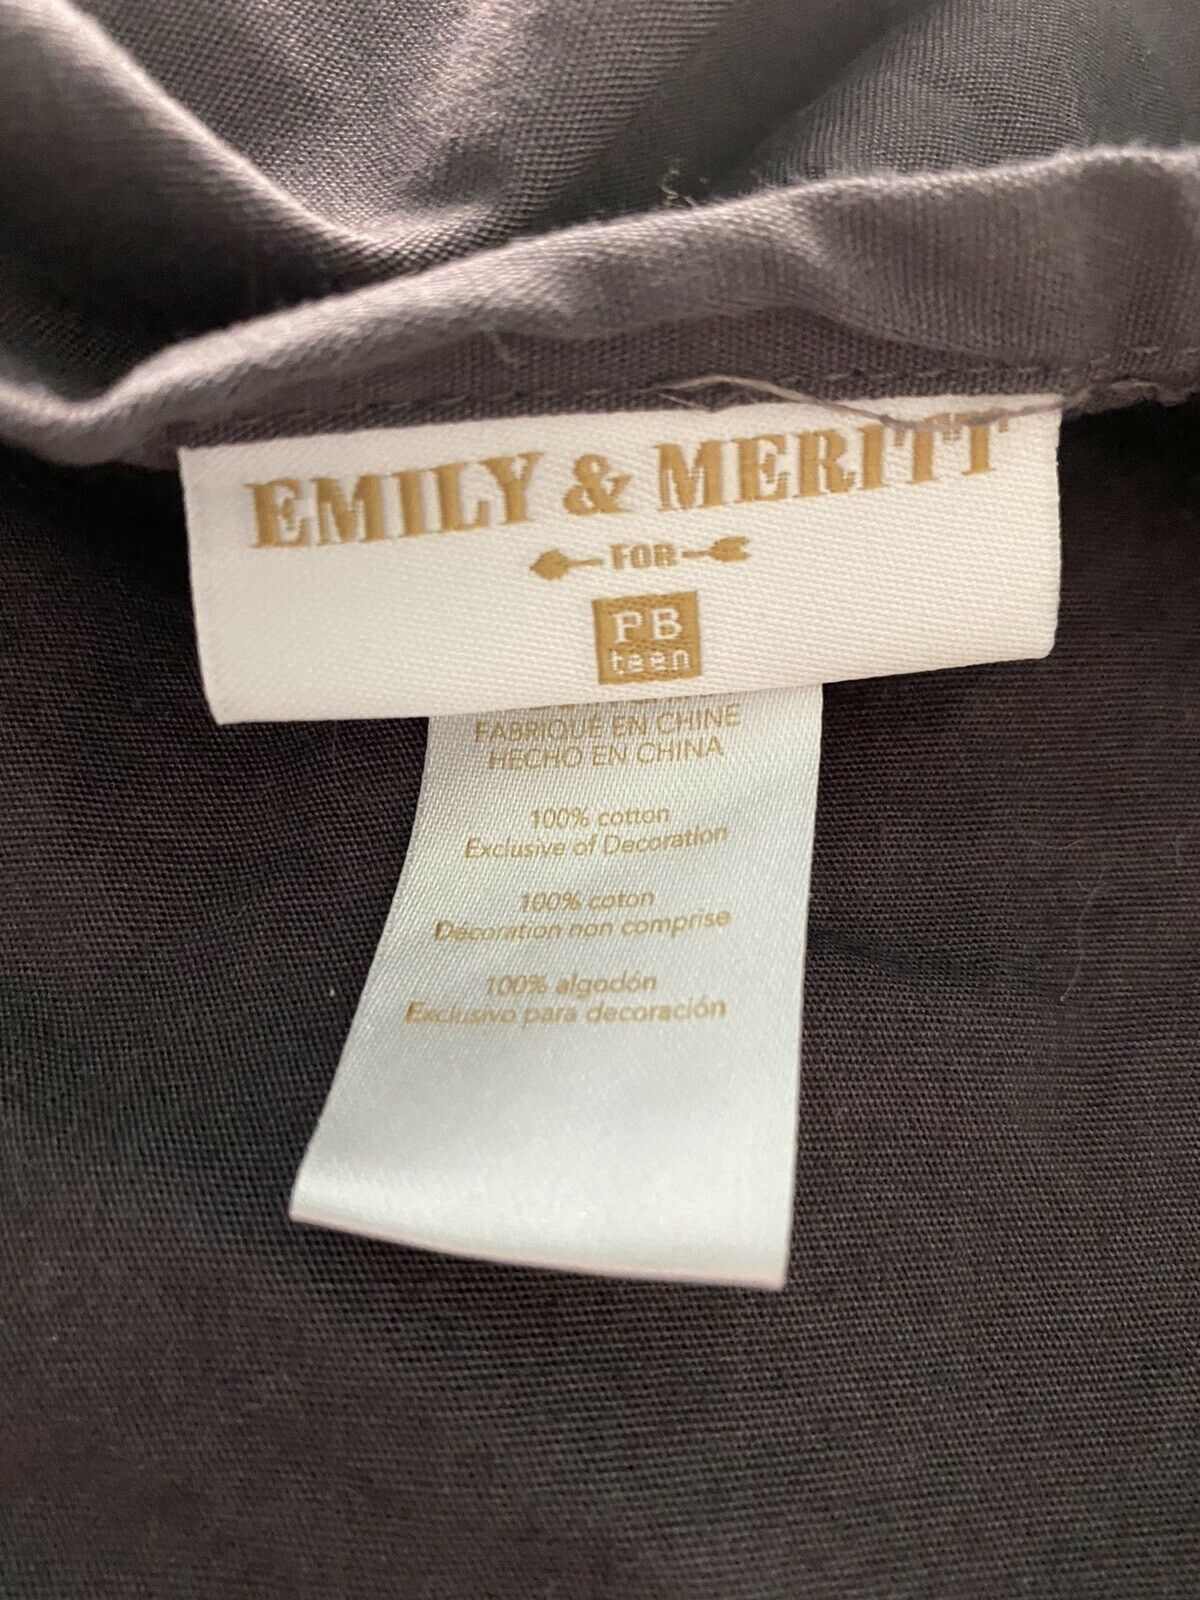 EMILY & MERITT
FOR
PB
teen
FABRIQUÉ EN CHINE
HECHO EN CHINA
100% cotton
Exclusive of Decoration
100% coton
Décoration non comprise
100% algodón
Exclusivo para decoración